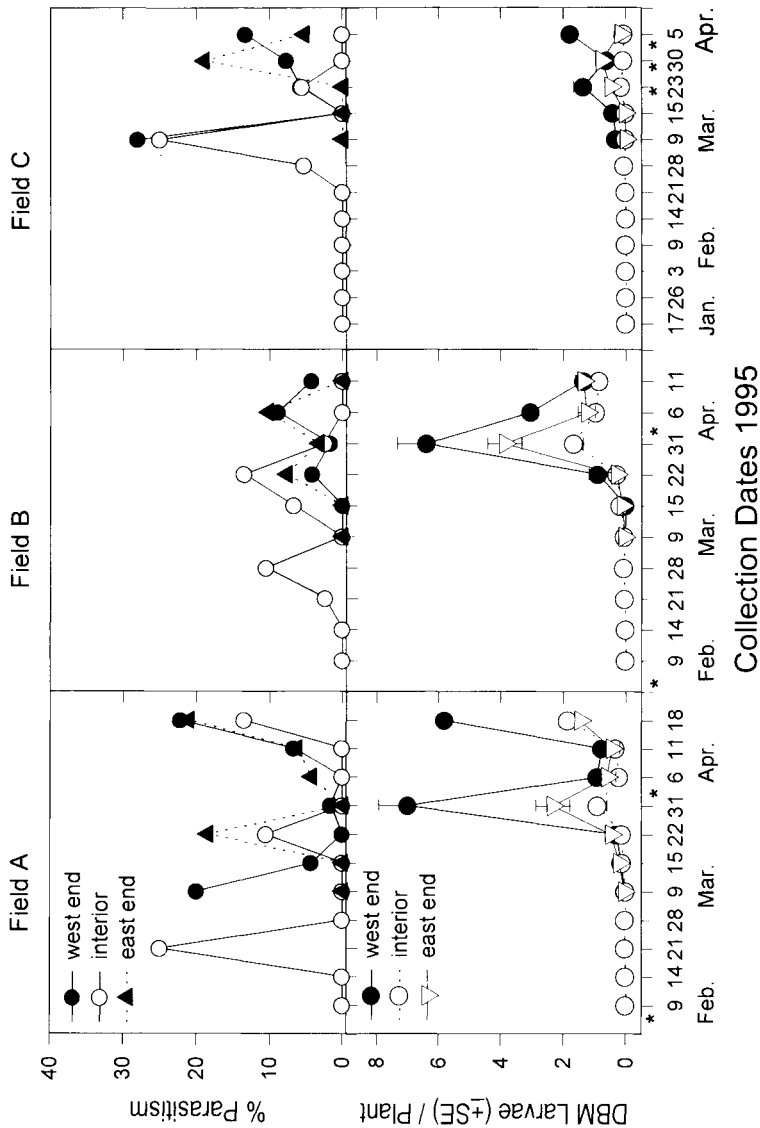 Field A
Field B
Field C
% Parasitism
40
30
20
10
0
west end
interior
east end
DBM Larvae (±SE) / Plant
8
6
4
2
0
west end
interior
east end
* * * * * * *
9 14 21 28 9 15 22 31 6 11 18
Feb. Mar. Apr.
9 14 21 28 9 15 22 31 6 11
Feb. Mar. Apr.
17 26 3 9 14 21 28 9 15 23 30 5
Jan. Feb. Mar. Apr.
Collection Dates 1995